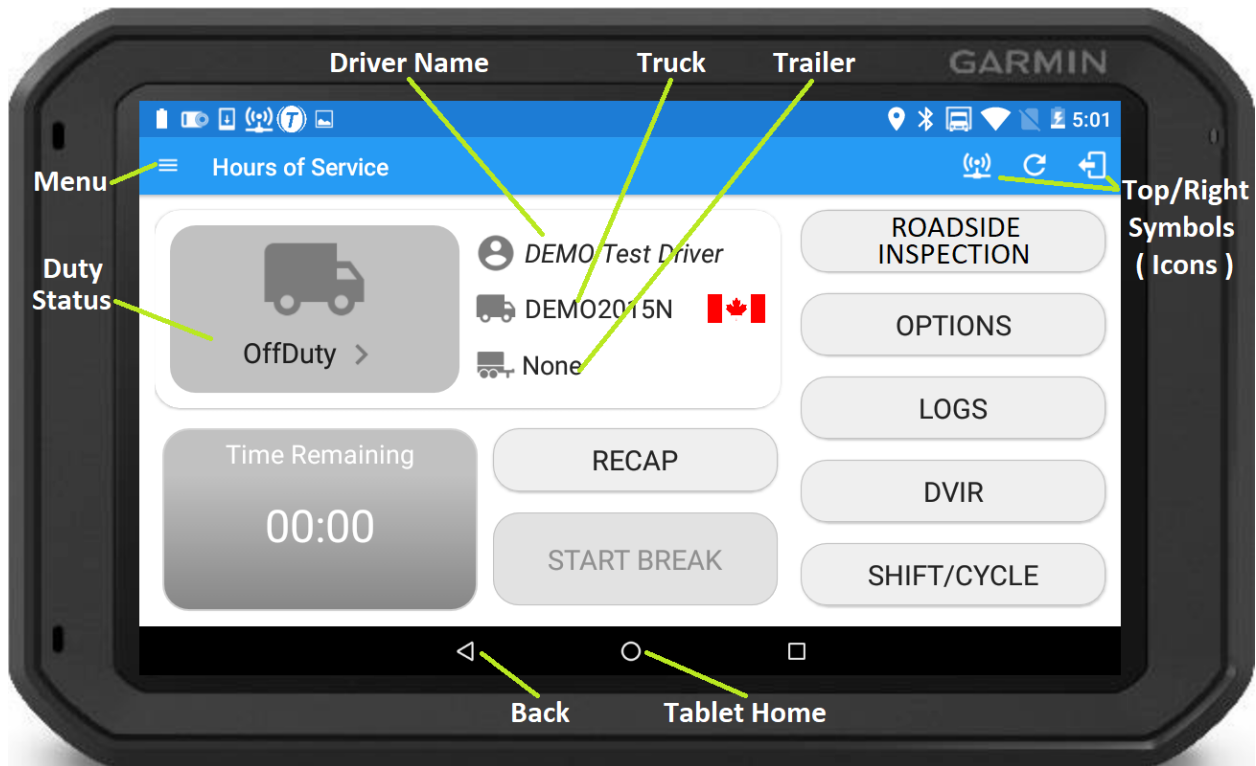 Driver Name
Truck
Trailer
GARMIN
T
5:01
Menu
Hours of Service
Top/Right
Symbols
( Icons )
Duty
Status
DEMO Test Driver
DEMO2015N
None
OffDuty >
ROADSIDE
INSPECTION
OPTIONS
LOGS
DVIR
SHIFT/CYCLE
Time Remaining
00:00
RECAP
START BREAK
Back
Tablet Home